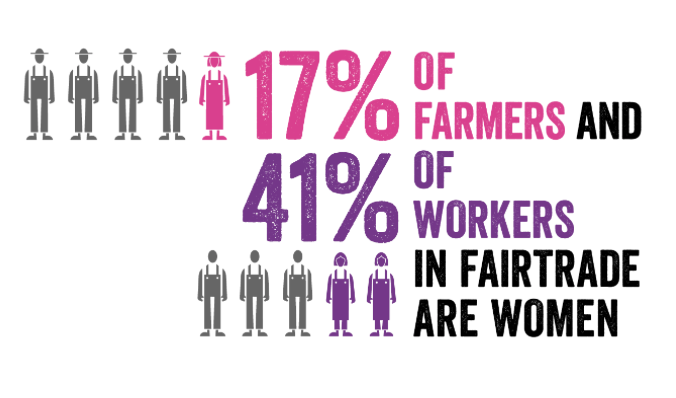 17% OF
FARMERS AND
41% OF
WORKERS
IN FAIRTRADE
ARE WOMEN